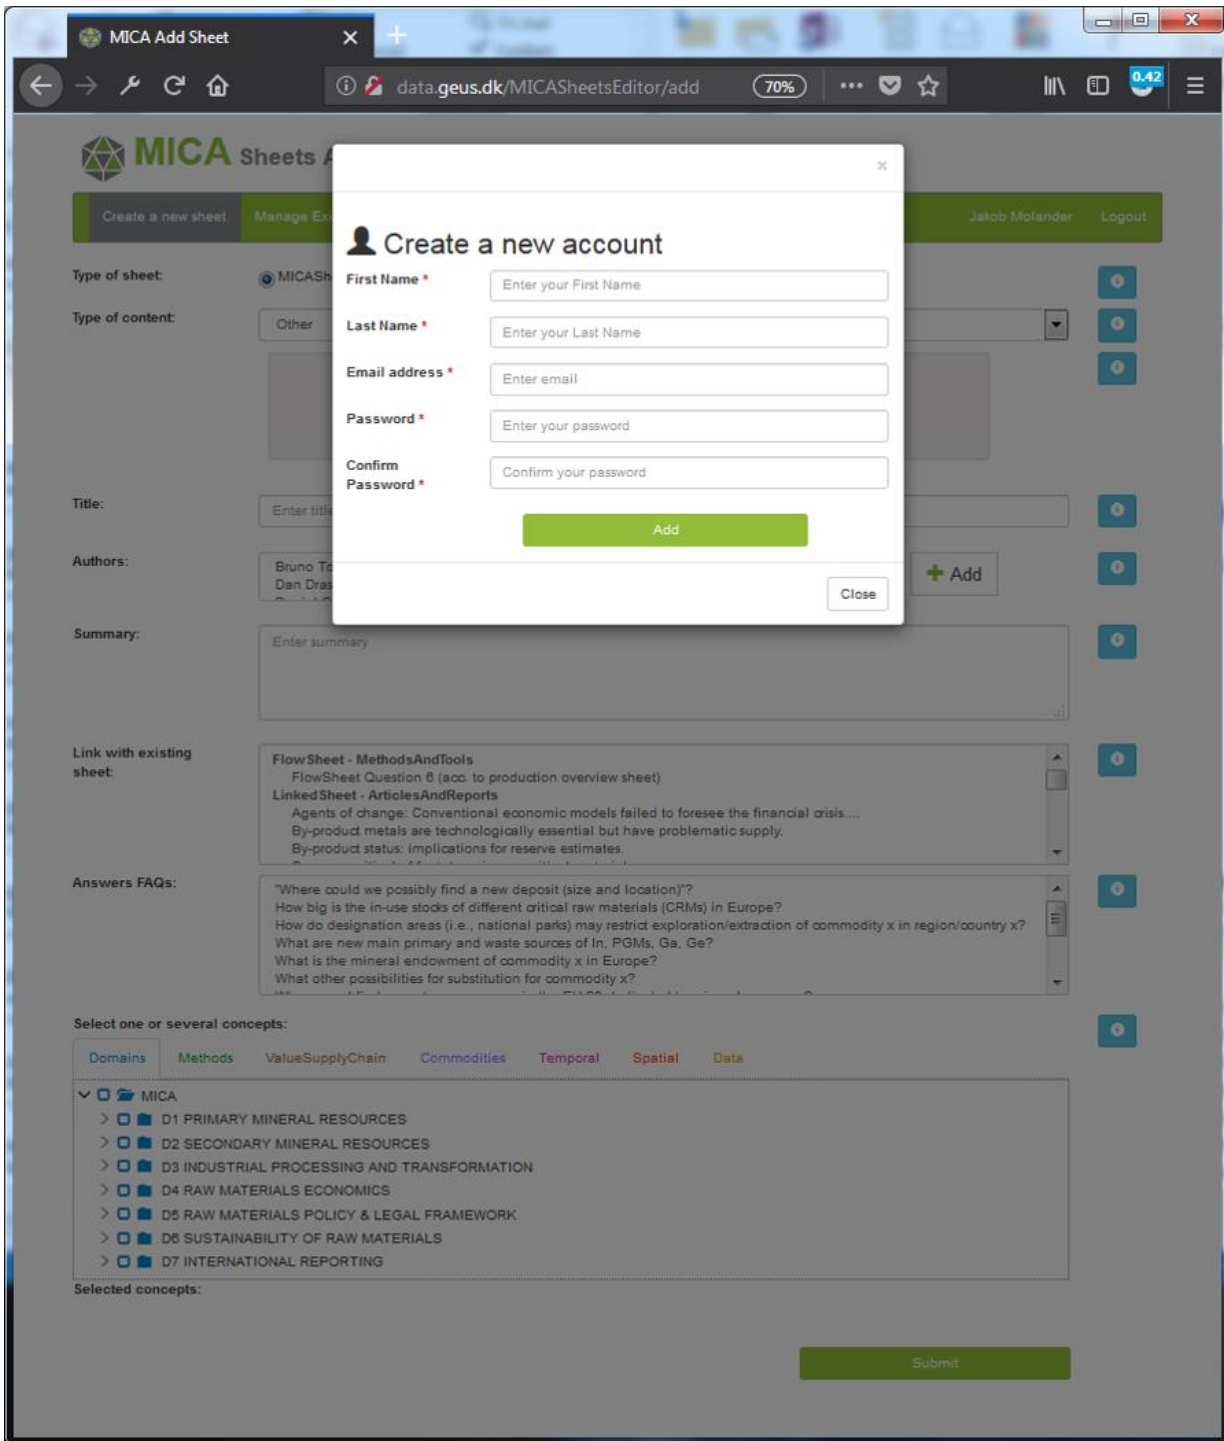 MICA Add Sheet
data.geus.dk/MICASheetsEditor/add 70%
0.42
MICA Sheets A
Create a new sheet Manage Exi Jakob Molander Logout
×
Create a new account
First Name * Enter your First Name
Last Name * Enter your Last Name
Email address * Enter email
Password * Enter your password
Confirm
Password * Confirm your password
Add
Close
Type of sheet: MICASh
Type of content: Other
Title: Enter title
Authors: Bruno To
Dan Dras
Add
Summary: Enter summary
Link with existing
sheet:
FlowSheet - MethodsAndTools
FlowSheet Question 6 (acc. to production overview sheet)
LinkedSheet - ArticlesAndReports
Agents of change: Conventional economic models failed to foresee the financial crisis....
By-product metals are technologically essential but have problematic supply.
By-product status: implications for reserve estimates.
Answers FAQs:
"Where could we possibly find a new deposit (size and location)"?
How big is the in-use stocks of different critical raw materials (CRMs) in Europe?
How do designation areas (i.e., national parks) may restrict exploration/extraction of commodity x in region/country x?
What are new main primary and waste sources of In, PGMs, Ga, Ge?
What is the mineral endowment of commodity x in Europe?
What other possibilities for substitution for commodity x?
Select one or several concepts:
Domains Methods ValueSupplyChain Commodities Temporal Spatial Data
MICA
D1 PRIMARY MINERAL RESOURCES
D2 SECONDARY MINERAL RESOURCES
D3 INDUSTRIAL PROCESSING AND TRANSFORMATION
D4 RAW MATERIALS ECONOMICS
D5 RAW MATERIALS POLICY & LEGAL FRAMEWORK
D6 SUSTAINABILITY OF RAW MATERIALS
D7 INTERNATIONAL REPORTING
Selected concepts:
Submit